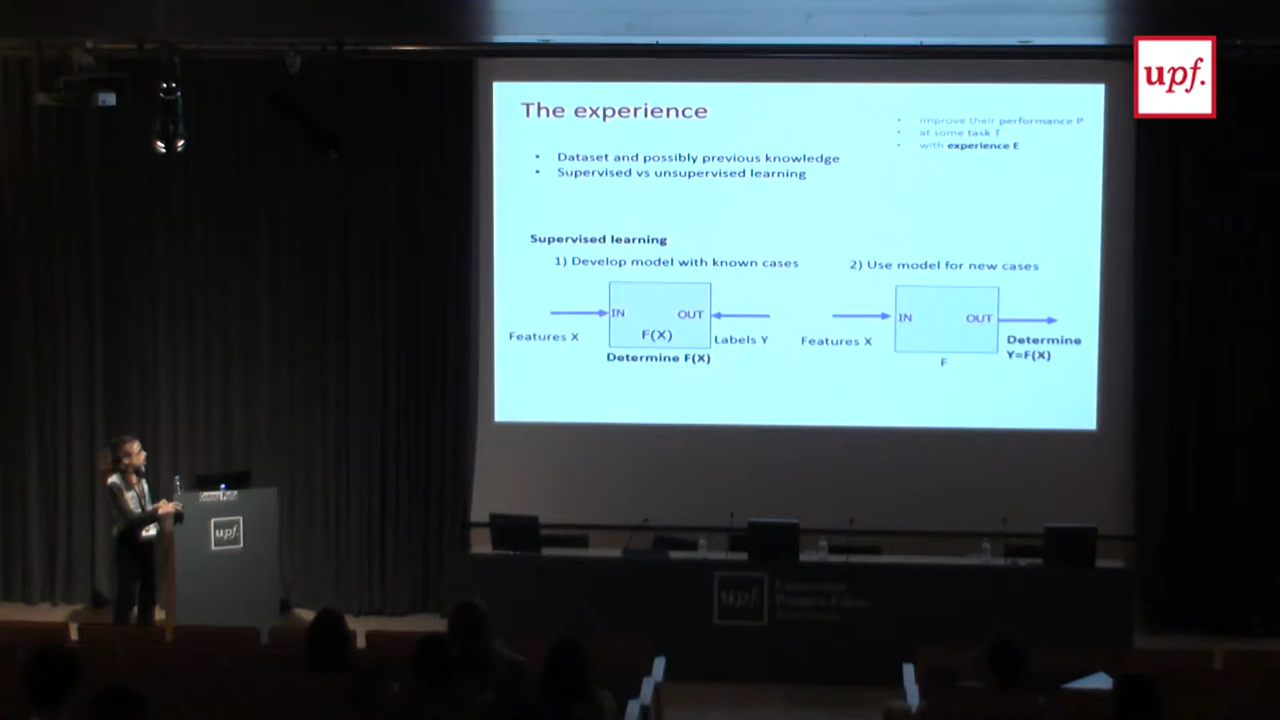 upf.
The experience
• improve their performance P
• at some task T
• with experience E
• Dataset and possibly previous knowledge
• Supervised vs unsupervised learning
Supervised learning
1) Develop model with known cases
2) Use model for new cases
IN
OUT
F(X)
Features X
Labels Y
Determine F(X)
IN
OUT
Features X
F
Determine
Y=F(X)
upf.
upf.